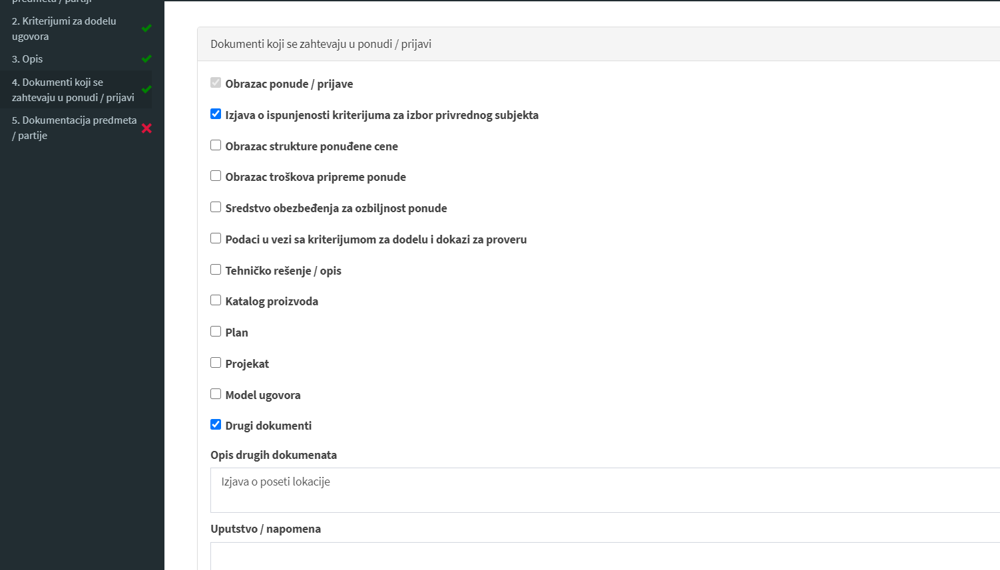 predmeta / partiji
2. Kriterijumi za dodelu
ugovora
3. Opis
4. Dokumenti koji se
zahtevaju u ponudi / prijavi
5. Dokumentacija predmeta
/ partije
Dokumenti koji se zahtevaju u ponudi / prijavi
Obrazac ponude / prijave
Izjava o ispunjenosti kriterijuma za izbor privrednog subjekta
Obrazac strukture ponuđene cene
Obrazac troškova pripreme ponude
Sredstvo obezbeđenja za ozbiljnost ponude
Podaci u vezi sa kriterijumom za dodelu i dokazi za proveru
Tehničko rešenje / opis
Katalog proizvoda
Plan
Projekat
Model ugovora
Drugi dokumenti
Opis drugih dokumenata
Izjava o poseti lokacije
Uputstvo / napomena